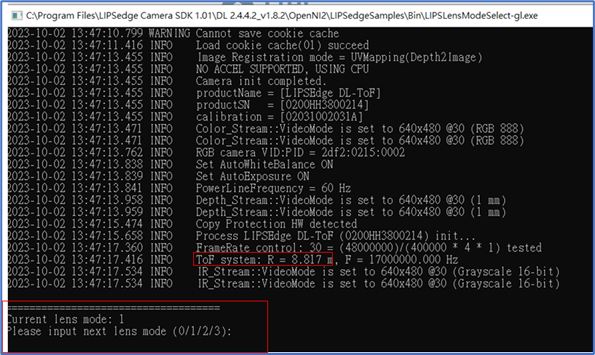 C:\Program Files\LIPSedge Camera SDK 1.01\DL 2.4.4.2_v1.8.2\OpenNI2\LIPSedgeSamples\Bin\LIPSLensModeSelect-gl.exe
2023-10-02 13:47:10.799 WARNING Cannot save cookie cache
2023-10-02 13:47:11.416 INFO Load cookie cache(01) succeed
2023-10-02 13:47:13.455 INFO Image Registration mode = UVMapping(Depth2Image)
2023-10-02 13:47:13.455 INFO NO ACCEL SUPPORTED, USING CPU
2023-10-02 13:47:13.455 INFO Camera init completed.
2023-10-02 13:47:13.455 INFO productName = [LIPSEdge DL-ToF]
2023-10-02 13:47:13.455 INFO productSN = [0200HH3800214]
2023-10-02 13:47:13.455 INFO calibration = [02031002031A]
2023-10-02 13:47:13.471 INFO Color_Stream::VideoMode is set to 640x480 @30 (RGB 888)
2023-10-02 13:47:13.471 INFO Color_Stream::VideoMode is set to 640x480 @30 (RGB 888)
2023-10-02 13:47:13.762 INFO RGB camera VID:PID = 2df2:0215:0002
2023-10-02 13:47:13.838 INFO Set AutoWhiteBalance ON
2023-10-02 13:47:13.839 INFO Set AutoExposure ON
2023-10-02 13:47:13.841 INFO PowerLineFrequency = 60 Hz
2023-10-02 13:47:13.958 INFO Depth_Stream::VideoMode is set to 640x480 @30 (1 mm)
2023-10-02 13:47:13.959 INFO Depth_Stream::VideoMode is set to 640x480 @30 (1 mm)
2023-10-02 13:47:15.474 INFO Copy Protection HW detected
2023-10-02 13:47:15.658 INFO Process LIPSEdge DL-ToF (0200HH3800214) init...
2023-10-02 13:47:17.360 INFO FrameRate control: 30 = (48000000)/(400000 * 4 * 1) tested
2023-10-02 13:47:17.416 INFO ToF system: R = 8.817 m, F = 17000000.000 Hz
2023-10-02 13:47:17.534 INFO IR_Stream::VideoMode is set to 640x480 @30 (Grayscale 16-bit)
2023-10-02 13:47:17.534 INFO IR_Stream::VideoMode is set to 640x480 @30 (Grayscale 16-bit)
===================================
Current lens mode: 1
Please input next lens mode (0/1/2/3):